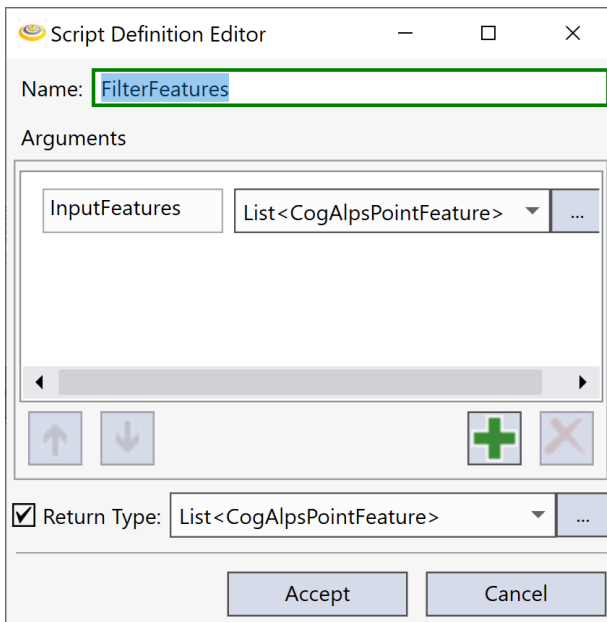 Script Definition Editor
Name: FilterFeatures
Arguments
InputFeatures List<CogAlpsPointFeature> ...
Return Type: List<CogAlpsPointFeature> ...
Accept Cancel